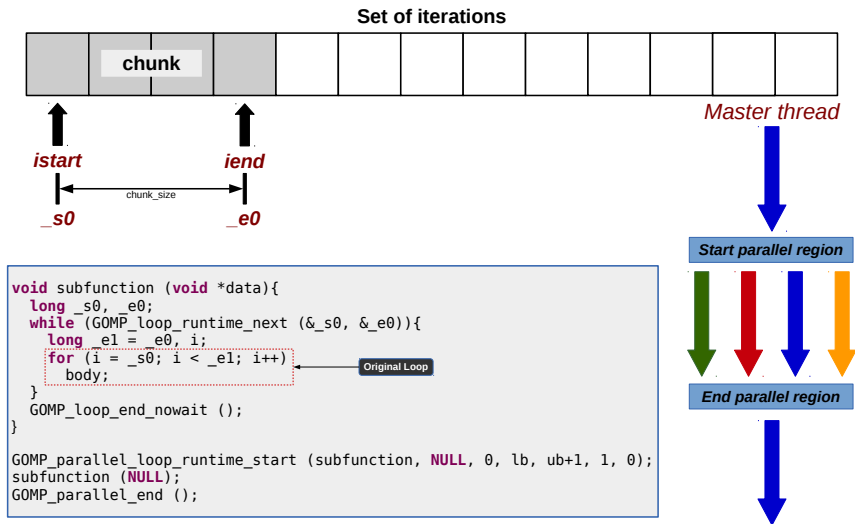 Set of iterations
chunk
Master thread
istart
iend
chunk_size
_s0
_e0
Start parallel region
void subfunction (void *data){
long _s0, _e0;
while (GOMP_loop_runtime_next (&_s0, &_e0)){
long _e1 = _e0, i;
for (i = _s0; i < _e1; i++)
body;
Original Loop
}
GOMP_loop_end_nowait ();
}
End parallel region
GOMP_parallel_loop_runtime_start (subfunction, NULL, 0, lb, ub+1, 1, 0);
subfunction (NULL);
GOMP_parallel_end ();